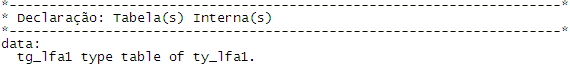 *----------------------------------------------------------------------*
* Declaração: Tabela(s) Interna(s)
*----------------------------------------------------------------------*
data:
  tg_lfa1 type table of ty_lfa1.